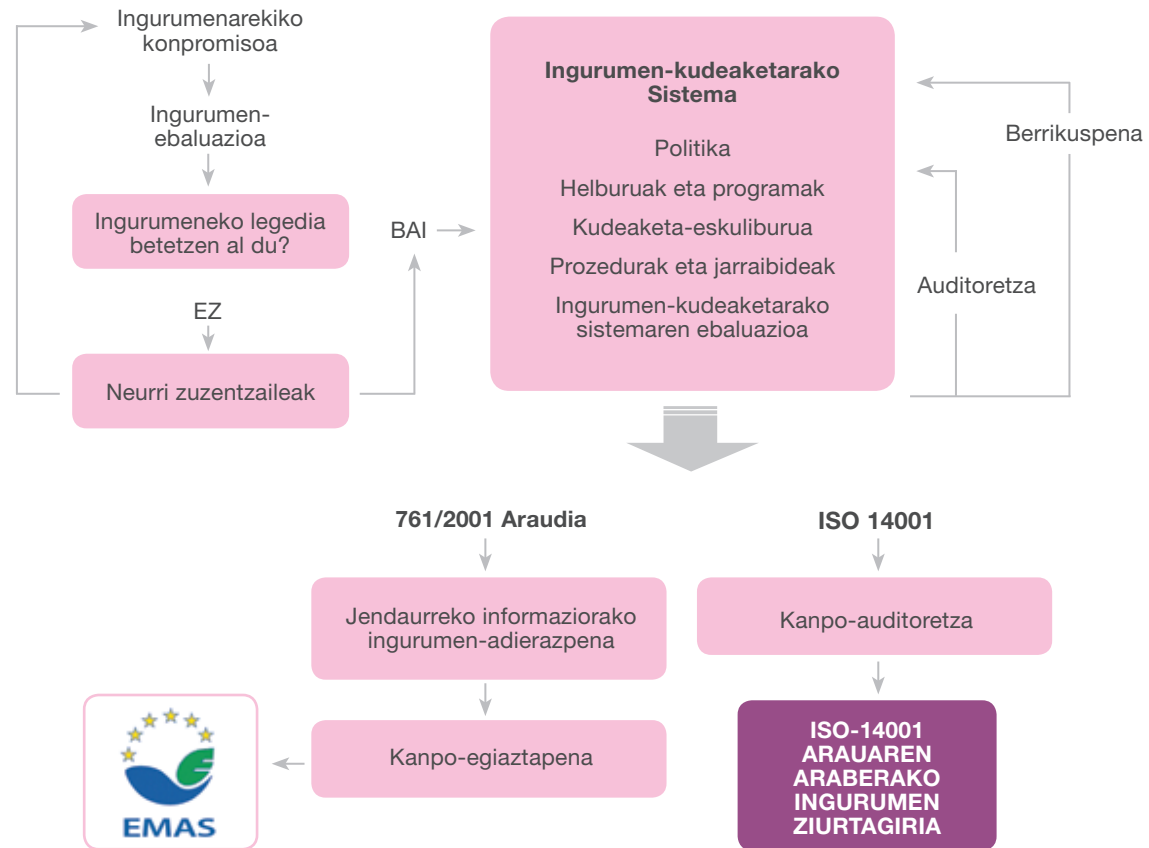 Ingurumenarekiko
konpromisoa
Ingurumen-
ebaluazioa
Ingurumeneko legedia
betetzen al du?
EZ
Neurri zuzentzaileak
BAI
Ingurumen-kudeaketarako
Sistema
Politika
Helburuak eta programak
Kudeaketa-eskuliburua
Prozedurak eta jarraibideak
Ingurumen-kudeaketarako
sistemaren ebaluazioa
Berrikuspena
Auditoretza
761/2001 Araudia
Jendaurreko informaziorako
ingurumen-adierazpena
Kanpo-egiaztapena
EMAS
ISO 14001
Kanpo-auditoretza
ISO-14001
ARAUAREN
ARABERAKO
INGURUMEN
ZIURTAGIRIA